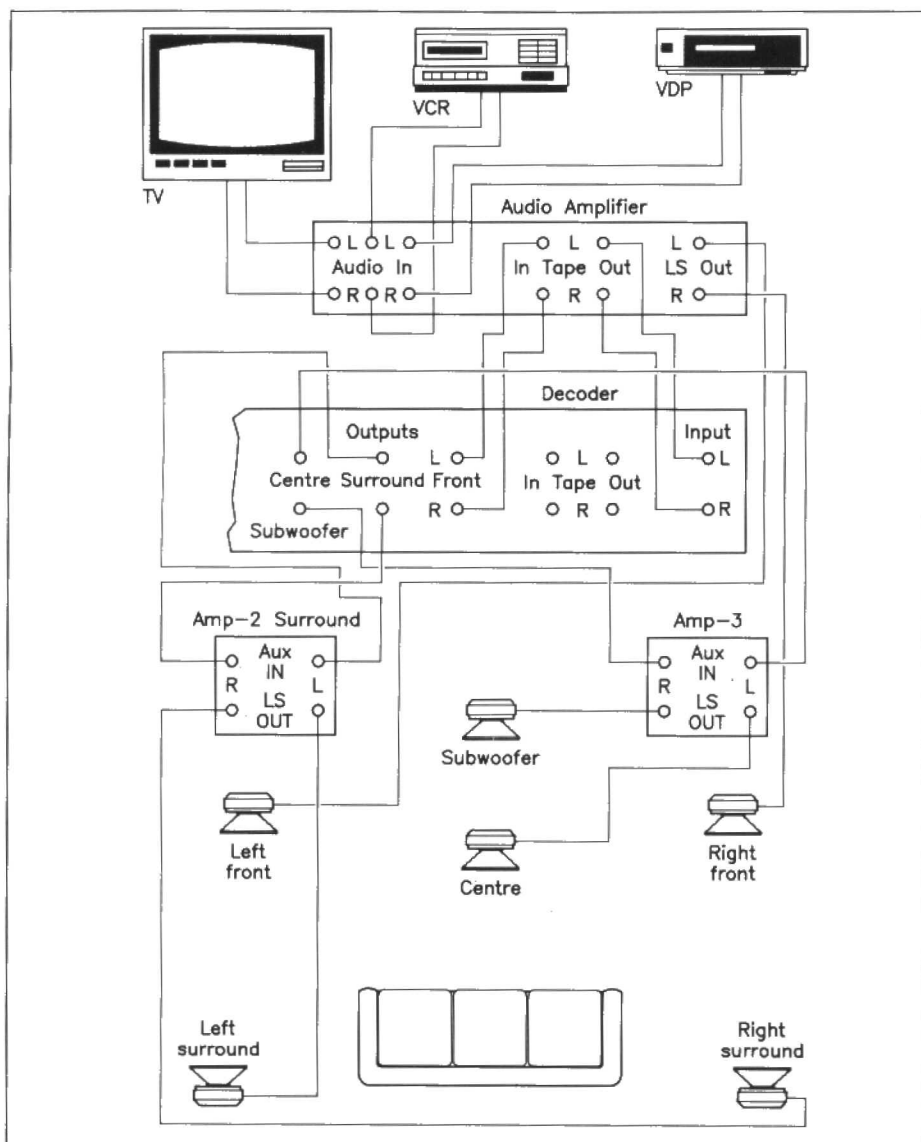 VCR
VDP
TV
Audio Amplifier
L L
Audio In
R R
L
In Tape Out
R
L
LS Out
R
Decoder
Outputs
L
Centre Surround Front
R
Subwoofer
L
In Tape Out
R
Input
L
R
Amp-2 Surround
Aux
IN
R L
LS
OUT
Amp-3
Aux
IN
R L
LS
OUT
Subwoofer
Left
front
Centre
Right
front
Left
surround
Right
surround